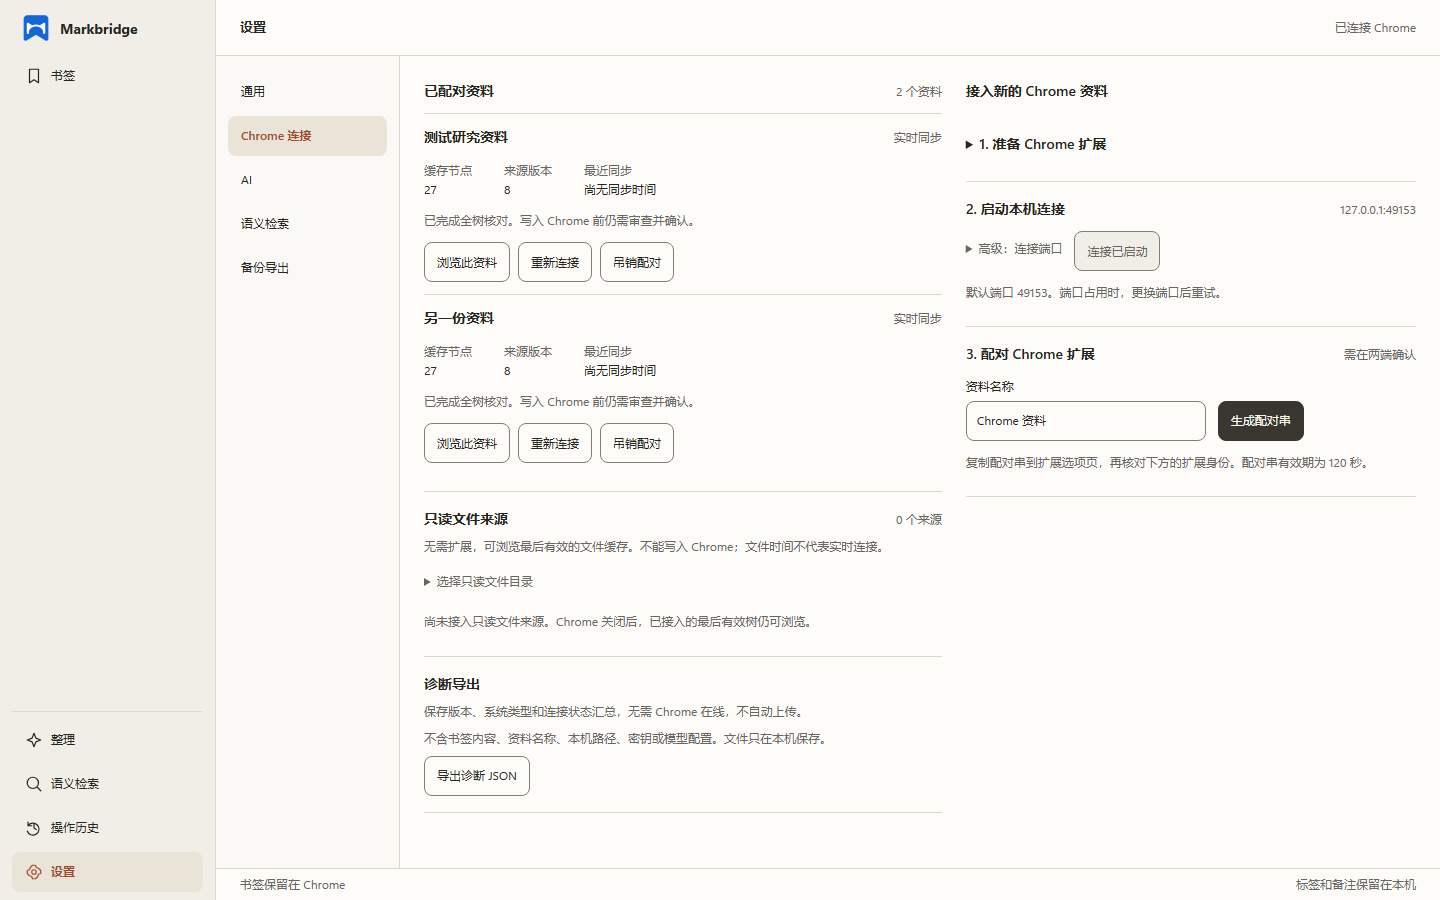 Markbridge
书签
整理
语义检索
操作历史
设置
设置
已连接 Chrome
通用
Chrome 连接
AI
语义检索
备份导出
已配对资料
2 个资料
测试研究资料
实时同步
缓存节点 来源版本 最近同步
27 8 尚无同步时间
已完成全树核对。写入 Chrome 前仍需审查并确认。
浏览此资料 重新连接 吊销配对
另一份资料
实时同步
缓存节点 来源版本 最近同步
27 8 尚无同步时间
已完成全树核对。写入 Chrome 前仍需审查并确认。
浏览此资料 重新连接 吊销配对
只读文件来源
0 个来源
无需扩展，可浏览最后有效的文件缓存。不能写入 Chrome；文件时间不代表实时连接。
选择只读文件目录
尚未接入只读文件来源。Chrome 关闭后，已接入的最后有效树仍可浏览。
诊断导出
保存版本、系统类型和连接状态汇总，无需 Chrome 在线，不自动上传。
不含书签内容、资料名称、本机路径、密钥或模型配置。文件只在本机保存。
导出诊断 JSON
接入新的 Chrome 资料
1. 准备 Chrome 扩展
2. 启动本机连接
127.0.0.1:49153
高级：连接端口 连接已启动
默认端口 49153。端口占用时，更换端口后重试。
3. 配对 Chrome 扩展
需在两端确认
资料名称
Chrome 资料 生成配对串
复制配对串到扩展选项页，再核对下方的扩展身份。配对串有效期为 120 秒。
书签保留在 Chrome
标签和备注保留在本机